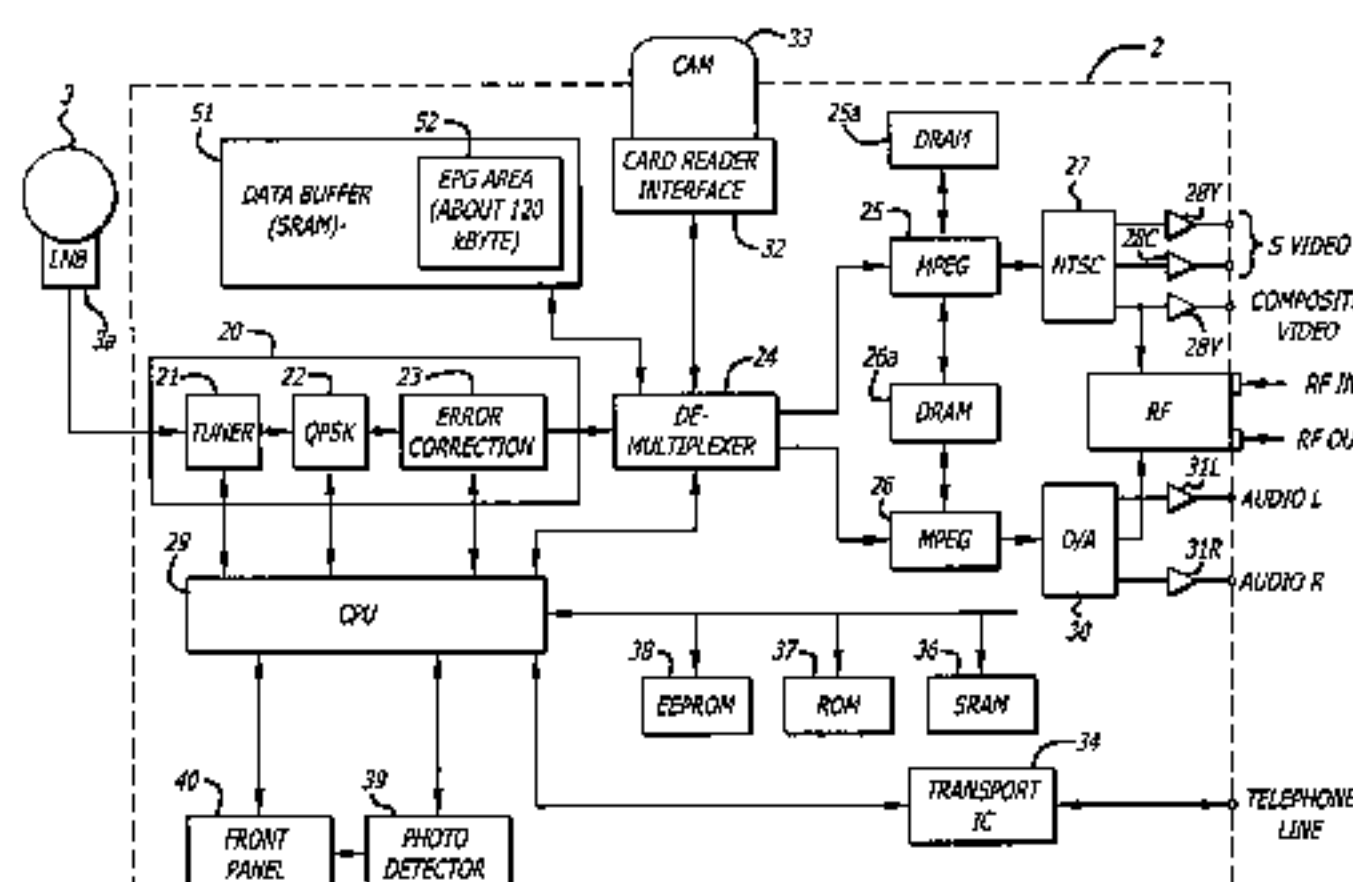 33
CAM
2
3
51
52
25a
DRAM
DATA BUFFER
(SRAM)
EPG AREA
(ABOUT 120
kBYTE)
CARD READER
INTERFACE
27
28Y
25
28C
32
S VIDEO
LNB
MPEG
NTSC
3a
20
COMPOSIT
VIDEO
28V
21
22
23
24
26a
TUNER
QPSK
ERROR
CORRECTION
DE-
MULTIPLEXER
DRAM
RF
RF IN
RF OU
31L
26
AUDIO L
MPEG
D/A
29
31R
AUDIO R
CPU
30
38
37
36
EEPROM
ROM
SRAM
34
40
39
TRANSPORT
IC
TELEPHONE
LINE
FRONT
PANEL
PHOTO
DETECTOR